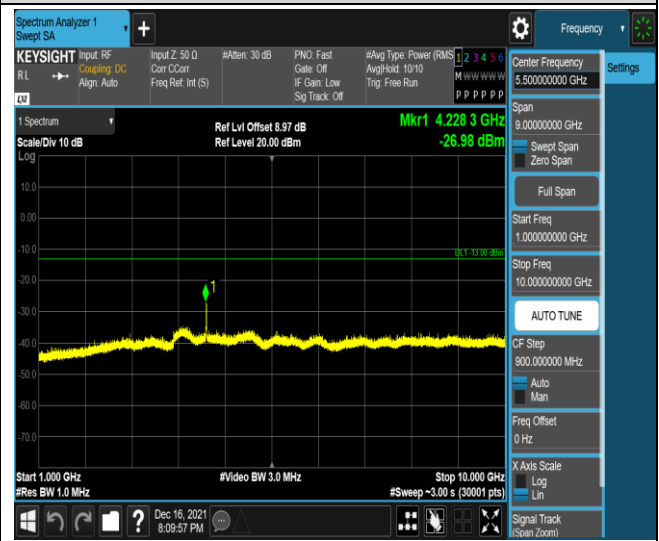 Spectrum Analyzer 1
Swept SA
+
Frequency
KEYSIGHT
RL
LXI
Input: RF
Coupling: DC
Align: Auto
Input Z: 50 Ω
Corr CCorr
Freq Ref: Int (S)
#Atten: 30 dB
PNO: Fast
Gate: Off
IF Gain: Low
Sig Track: Off
#Avg Type: Power (RMS
Avg|Hold: 10/10
Trig: Free Run
1 2 3 4 5 6
M W W W W W
P P P P P P
1 Spectrum
Scale/Div 10 dB
Log
Ref Lvl Offset 8.97 dB
Ref Level 20.00 dBm
Mkr1 4.228 3 GHz
-26.98 dBm
10.0
0.00
-10.0
DL1 -13.00 dBm
-20.0
1
-30.0
-40.0
-50.0
-60.0
-70.0
Start 1.000 GHz
#Res BW 1.0 MHz
#Video BW 3.0 MHz
Stop 10.000 GHz
#Sweep ~3.00 s (30001 pts)
?
Dec 16, 2021
8:09:57 PM
Center Frequency
5.500000000 GHz
Span
9.00000000 GHz
Swept Span
Zero Span
Full Span
Start Freq
1.000000000 GHz
Stop Freq
10.000000000 GHz
AUTO TUNE
CF Step
900.000000 MHz
Auto
Man
Freq Offset
0 Hz
X Axis Scale
Log
Lin
Signal Track
(Span Zoom)
Settings